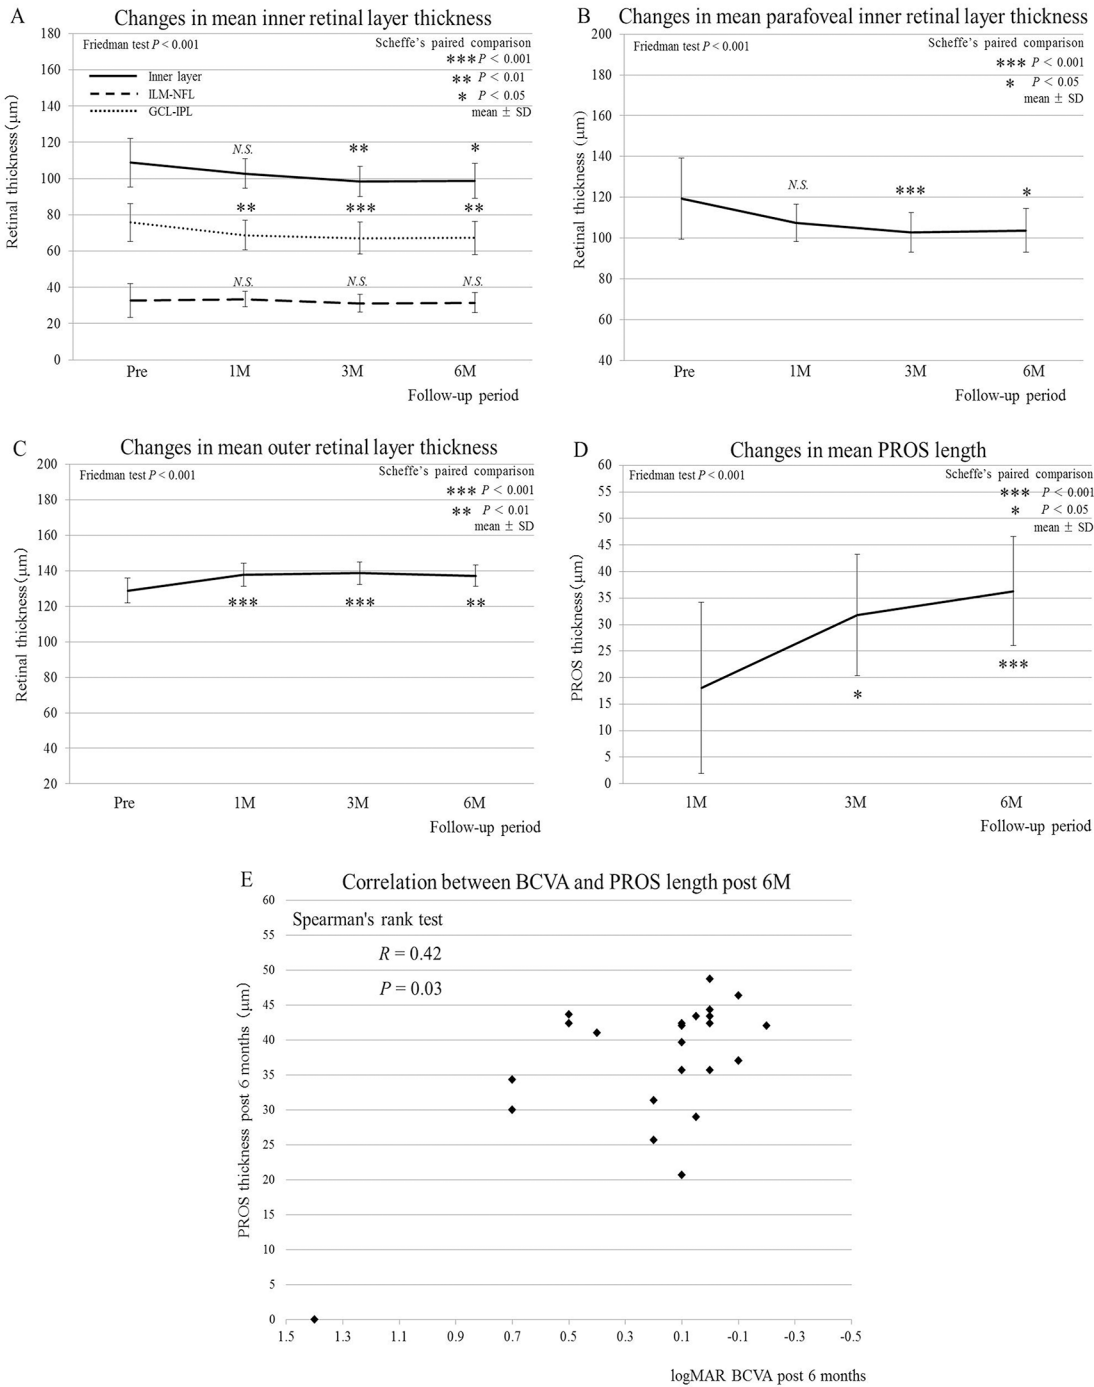 A
Changes in mean inner retinal layer thickness
180
160
140
120
100
80
60
40
20
0
Retinal thickness (μm)
Friedman test P < 0.001
Scheffe's paired comparison
*** P < 0.001
** P < 0.01
* P < 0.05
mean ± SD
Inner layer
ILM-NFL
GCL-IPL
N.S.
**
*
**
***
**
N.S.
N.S.
N.S.
Pre
1M
3M
6M
Follow-up period
B
Changes in mean parafoveal inner retinal layer thickness
200
180
160
140
120
100
80
60
40
Retinal thickness (μm)
Friedman test P < 0.001
Scheffe's paired comparison
*** P < 0.001
* P < 0.05
mean ± SD
N.S.
***
*
Pre
1M
3M
6M
Follow-up period
C
Changes in mean outer retinal layer thickness
200
180
160
140
120
100
80
60
40
20
Retinal thickness (μm)
Friedman test P < 0.001
Scheffe's paired comparison
*** P < 0.001
** P < 0.01
mean ± SD
***
***
**
Pre
1M
3M
6M
Follow-up period
D
Changes in mean PROS length
60
55
50
45
40
35
30
25
20
15
10
5
0
PROS thickness (μm)
Friedman test P < 0.001
Scheffe's paired comparison
*** P < 0.001
* P < 0.05
mean ± SD
*
***
1M
3M
6M
Follow-up period
E
Correlation between BCVA and PROS length post 6M
60
55
50
45
40
35
30
25
20
15
10
5
0
PROS thickness post 6 months (μm)
Spearman's rank test
R = 0.42
P = 0.03
1.5
1.3
1.1
0.9
0.7
0.5
0.3
0.1
-0.1
-0.3
-0.5
logMAR BCVA post 6 months